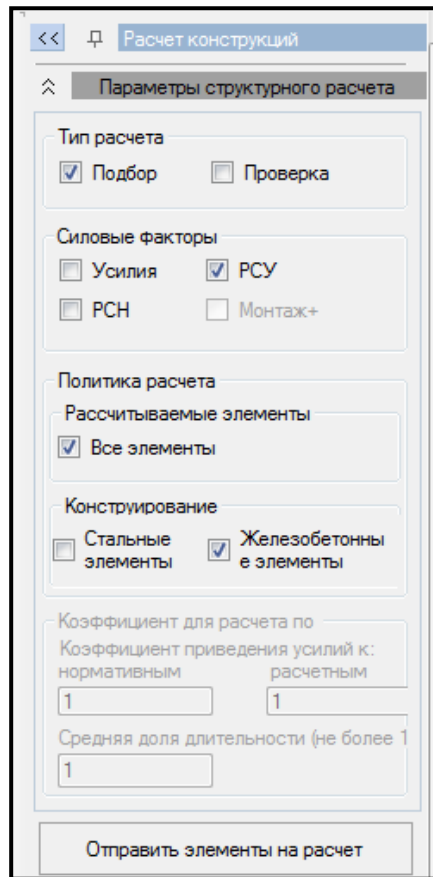 << Расчет конструкций
Параметры структурного расчета
Тип расчета
Подбор Проверка
Силовые факторы
Усилия РСУ
РСН Монтаж+
Политика расчета
Рассчитываемые элементы
Все элементы
Конструирование
Стальные Железобетонны
элементы е элементы
Коэффициент для расчета по
Коэффициент приведения усилий к:
нормативным расчетным
1 1
Средняя доля длительности (не более 1
1
Отправить элементы на расчет